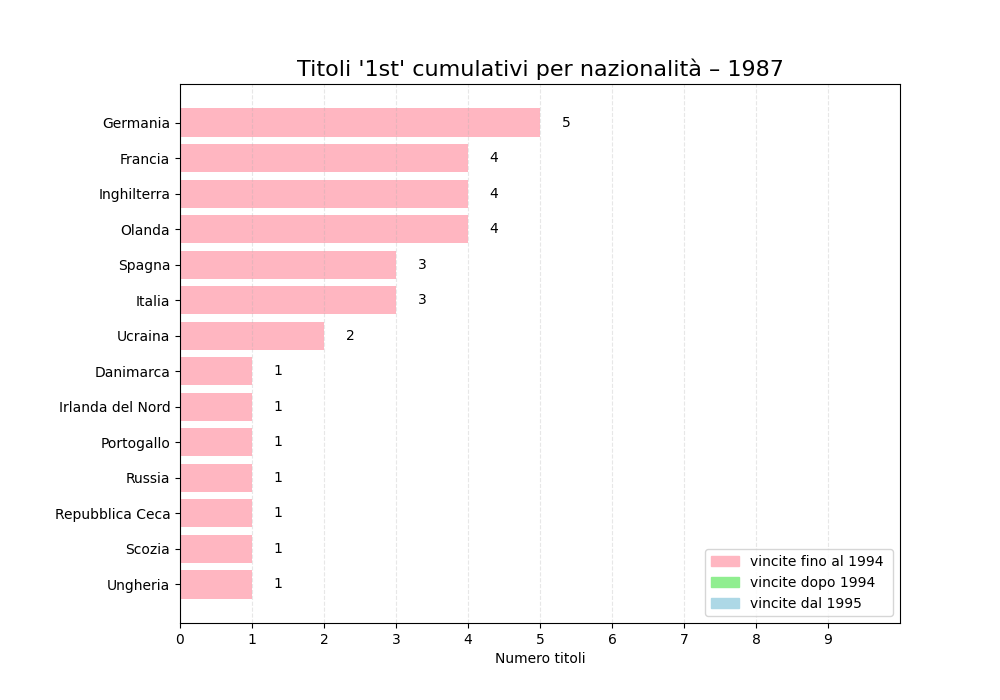 Titoli '1st' cumulativi per nazionalità – 1987
Germania 5
Francia 4
Inghilterra 4
Olanda 4
Spagna 3
Italia 3
Ucraina 2
Danimarca 1
Irlanda del Nord 1
Portogallo 1
Russia 1
Repubblica Ceca 1
Scozia 1
Ungheria 1
vincite fino al 1994
vincite dopo 1994
vincite dal 1995
0 1 2 3 4 5 6 7 8 9
Numero titoli